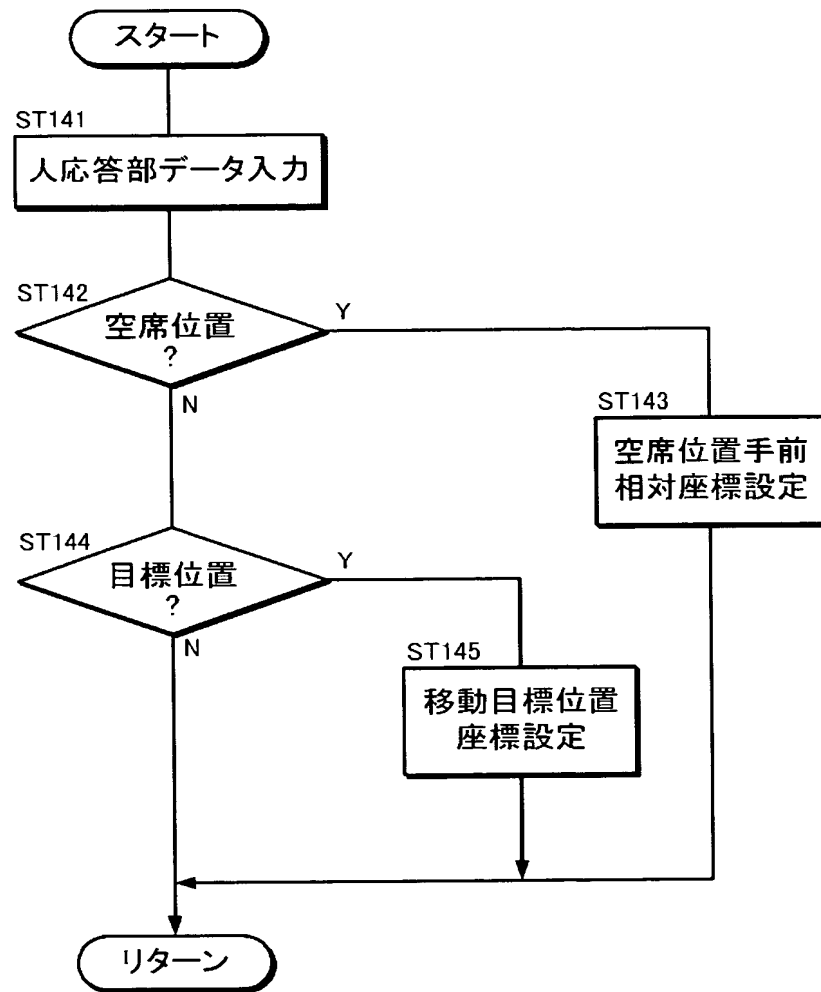 スタート
ST141
人応答部データ入力
ST142
空席位置
?
Y
N
ST143
空席位置手前
相対座標設定
ST144
目標位置
?
Y
N
ST145
移動目標位置
座標設定
リターン